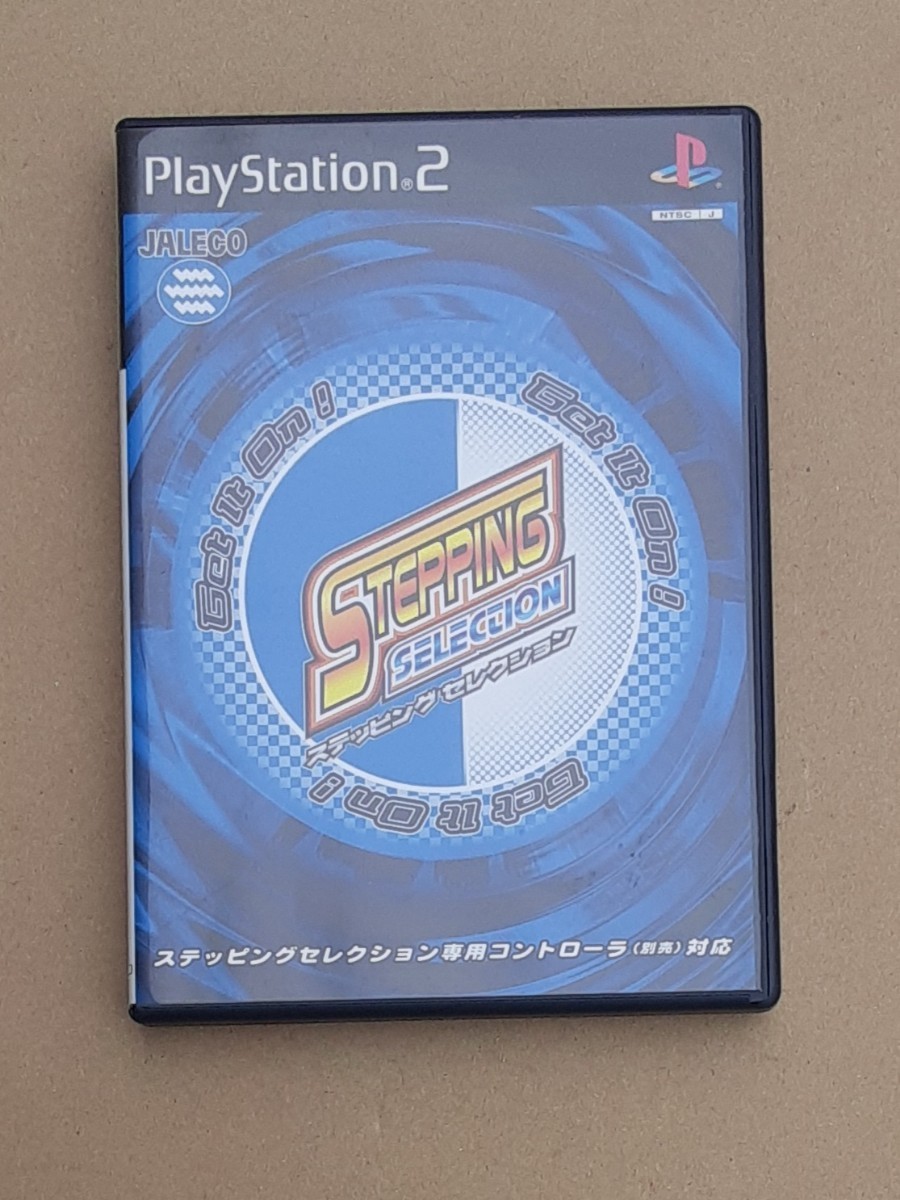 PlayStation®2
NTSC J
JALECO
Get It On!
Get It On!
STEPPING
SELECTION
ステッピング セレクション
Get It On!
ステッピングセレクション専用コントローラ(別売)対応